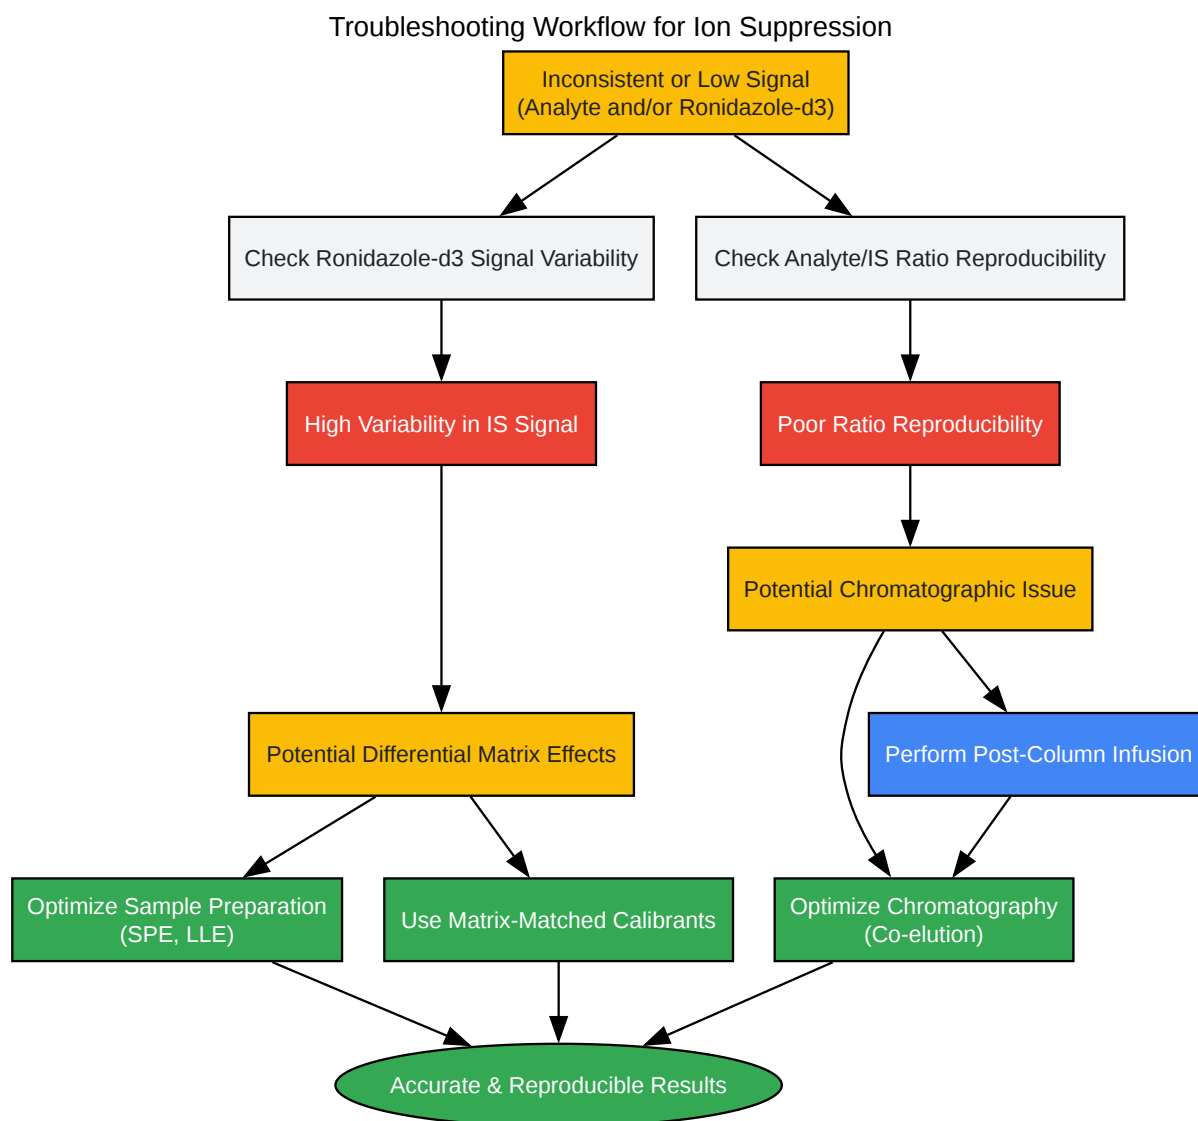 Troubleshooting Workflow for Ion Suppression
Inconsistent or Low Signal
(Analyte and/or Ronidazole-d3)
Check Ronidazole-d3 Signal Variability
Check Analyte/IS Ratio Reproducibility
High Variability in IS Signal
Poor Ratio Reproducibility
Potential Chromatographic Issue
Potential Differential Matrix Effects
Perform Post-Column Infusion
Optimize Sample Preparation
(SPE, LLE)
Use Matrix-Matched Calibrants
Optimize Chromatography
(Co-elution)
Accurate & Reproducible Results